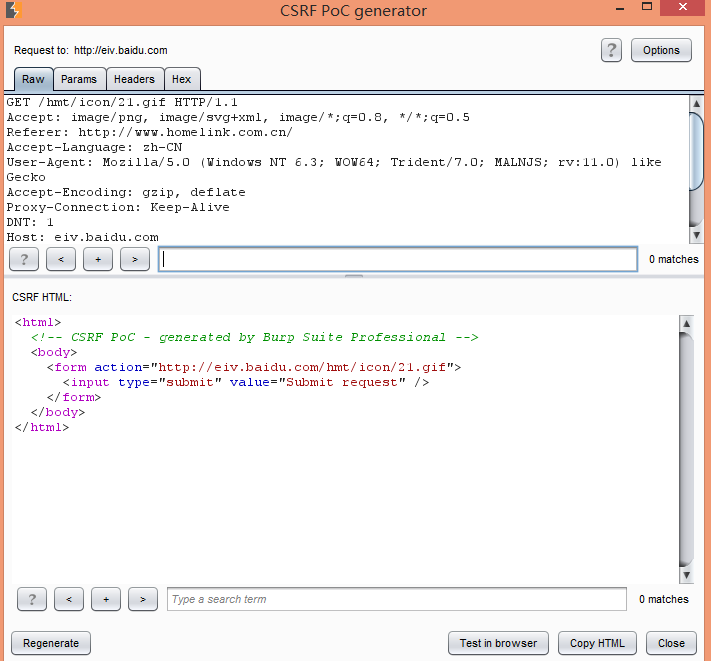 CSRF PoC generator
Request to: http://eiv.baidu.com
? Options
Raw Params Headers Hex
GET /hmt/icon/21.gif HTTP/1.1
Accept: image/png, image/svg+xml, image/*;q=0.8, */*;q=0.5
Referer: http://www.homelink.com.cn/
Accept-Language: zh-CN
User-Agent: Mozilla/5.0 (Windows NT 6.3; WOW64; Trident/7.0; MALNJS; rv:11.0) like
Gecko
Accept-Encoding: gzip, deflate
Proxy-Connection: Keep-Alive
DNT: 1
Host: eiv.baidu.com
? < + > 0 matches
CSRF HTML:
<html>
<!-- CSRF PoC - generated by Burp Suite Professional -->
<body>
<form action="http://eiv.baidu.com/hmt/icon/21.gif">
<input type="submit" value="Submit request" />
</form>
</body>
</html>
? < + > Type a search term 0 matches
Regenerate Test in browser Copy HTML Close